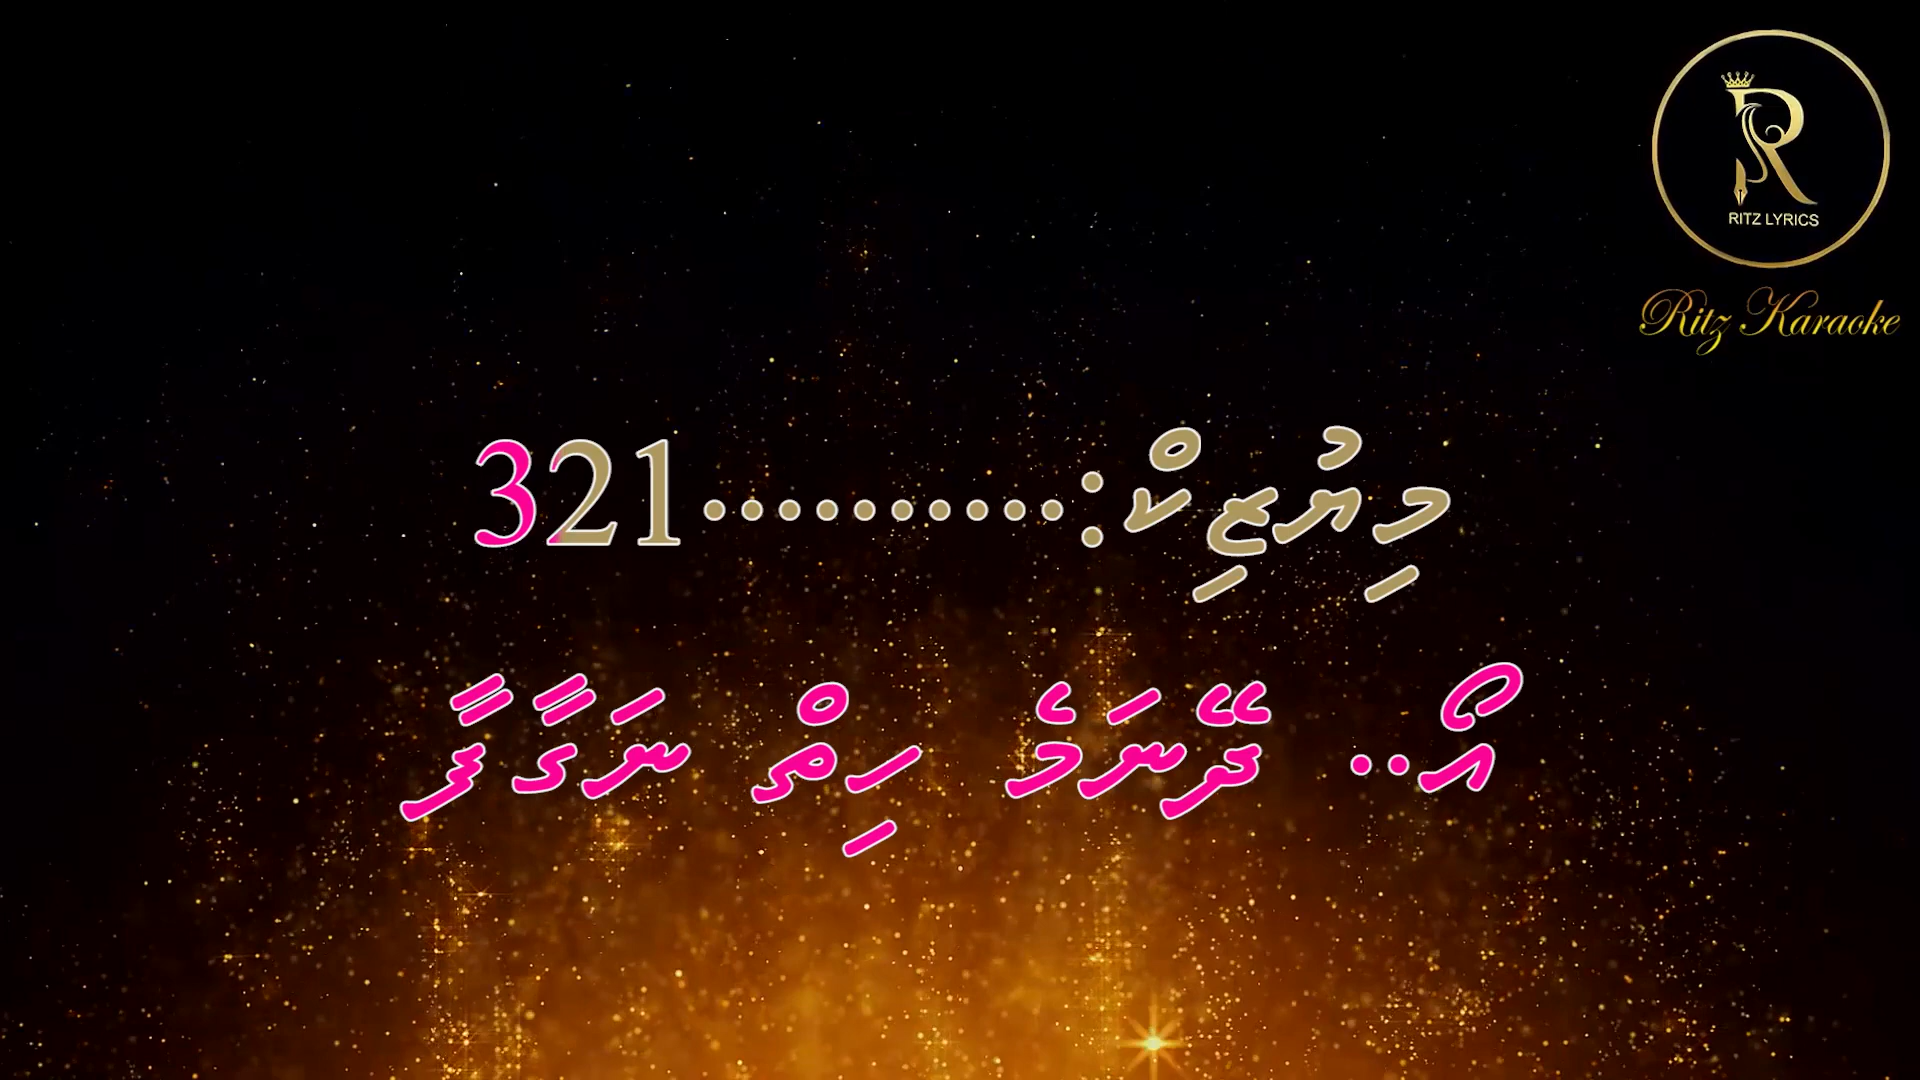 RITZ LYRICS
Ritz Karaoke
މިޔުޒިކް:..........321
އޯ.. ދޭނަމެ ހިތް ނަގާފާ